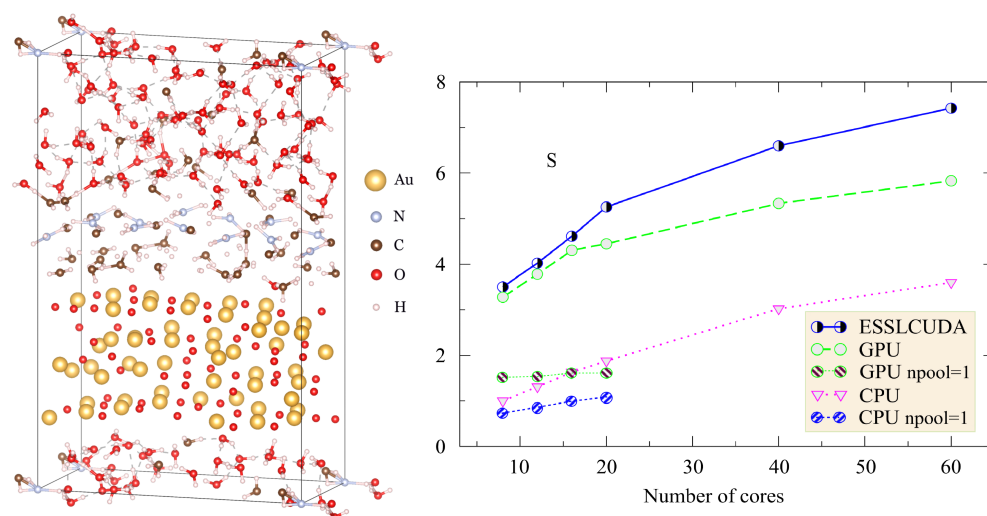 Au
N
C
O
H
8
6
4
2
0
S
ESSLCUDA
GPU
GPU npool=1
CPU
CPU npool=1
10 20 30 40 50 60
Number of cores